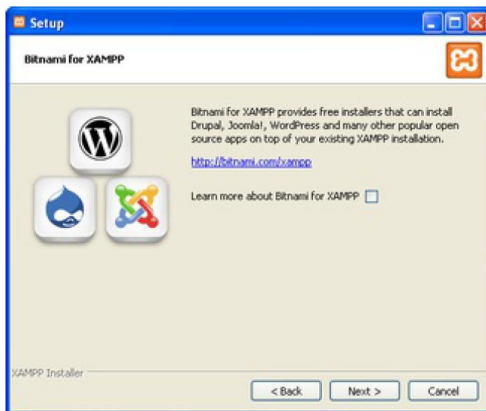 Setup
Bitnami for XAMPP
Bitnami for XAMPP provides free installers that can install
Drupal, Joomla!, WordPress and many other popular open
source apps on top of your existing XAMPP installation.
http://bitnami.com/xampp
Learn more about Bitnami for XAMPP
XAMPP Installer
< Back
Next >
Cancel